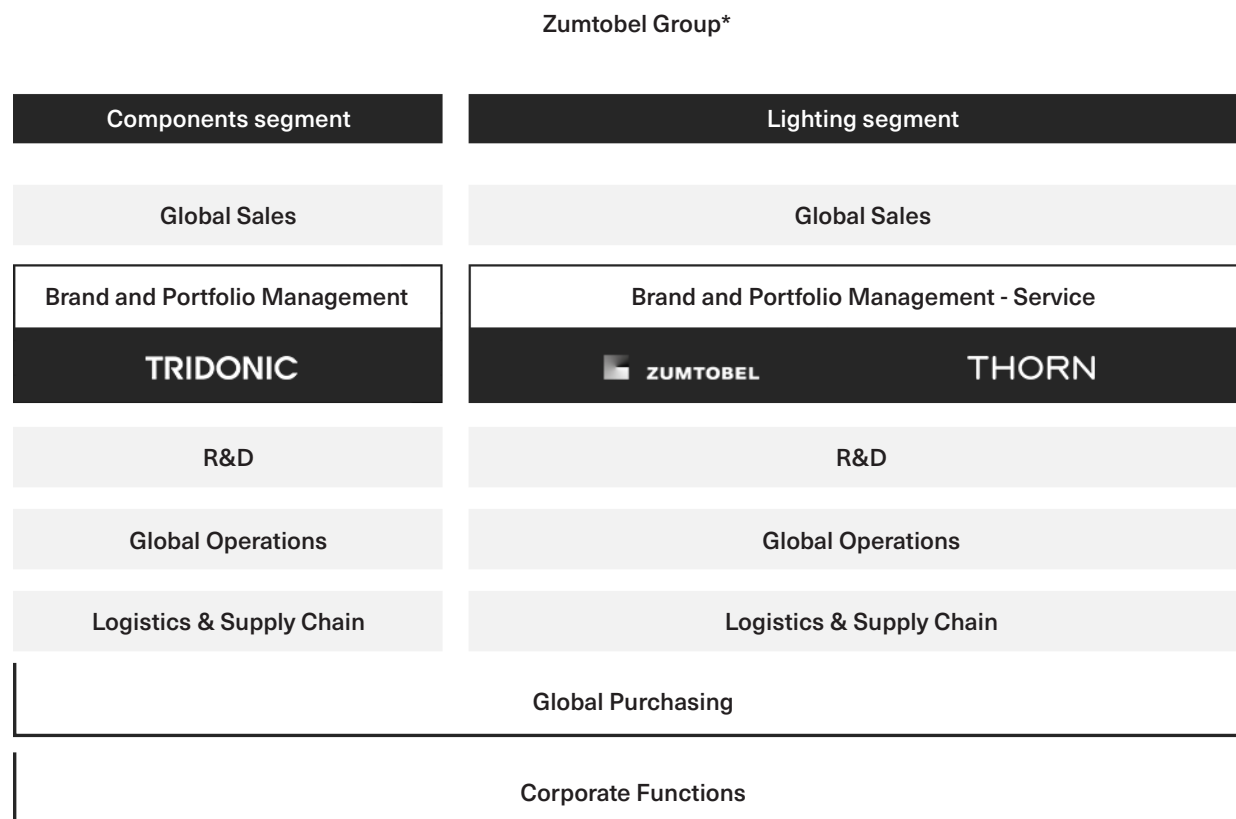 Zumtobel Group*
Components segment
Lighting segment
Global Sales
Global Sales
Brand and Portfolio Management
Brand and Portfolio Management - Service
TRIDONIC
ZUMTOBEL
THORN
R&D
R&D
Global Operations
Global Operations
Logistics & Supply Chain
Logistics & Supply Chain
Global Purchasing
Corporate Functions